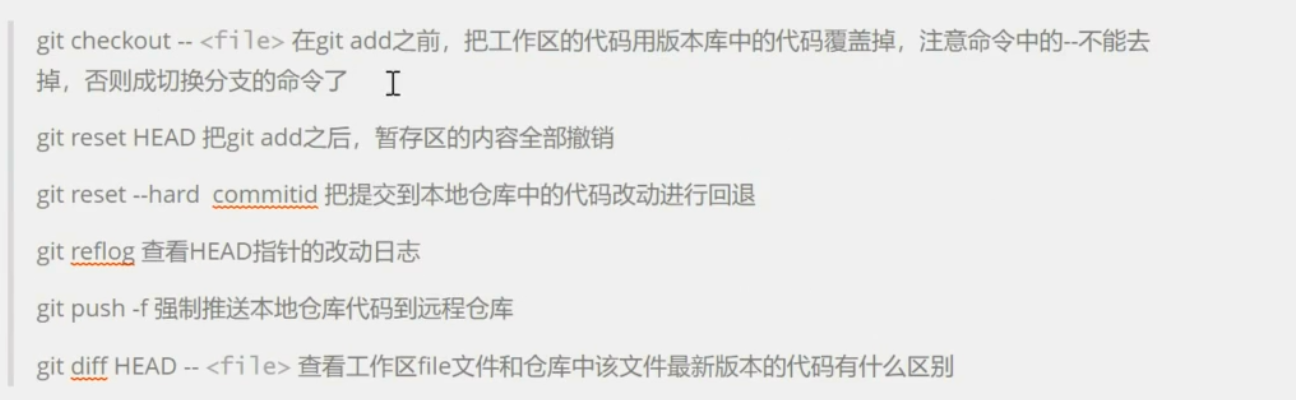 git checkout -- <file> 在git add之前，把工作区的代码用版本库中的代码覆盖掉，注意命令中的--不能去
掉，否则成切换分支的命令了
git reset HEAD 把git add之后，暂存区的内容全部撤销
git reset --hard commitid 把提交到本地仓库中的代码改动进行回退
git reflog 查看HEAD指针的改动日志
git push -f 强制推送本地仓库代码到远程仓库
git diff HEAD -- <file> 查看工作区file文件和仓库中该文件最新版本的代码有什么区别